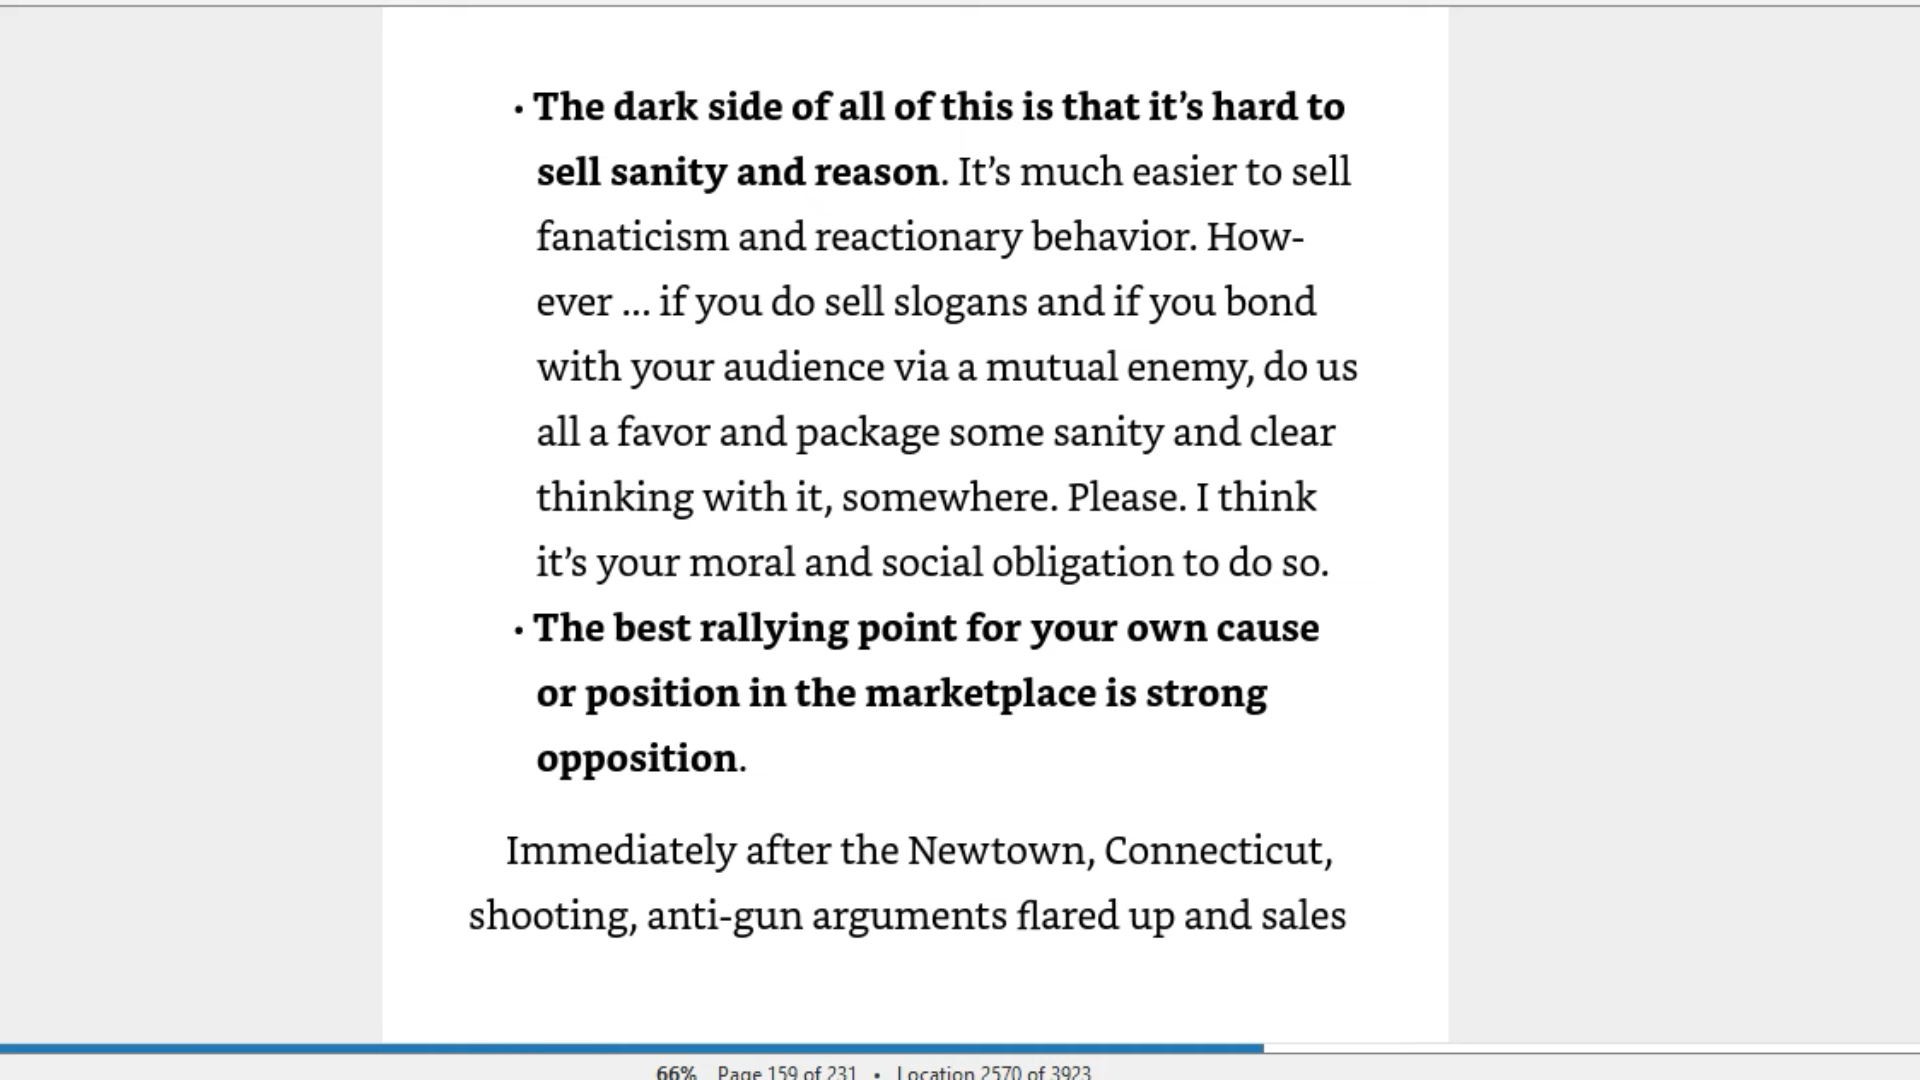 • The dark side of all of this is that it’s hard to
sell sanity and reason. It’s much easier to sell
fanaticism and reactionary behavior. How-
ever ... if you do sell slogans and if you bond
with your audience via a mutual enemy, do us
all a favor and package some sanity and clear
thinking with it, somewhere. Please. I think
it’s your moral and social obligation to do so.
• The best rallying point for your own cause
or position in the marketplace is strong
opposition.
Immediately after the Newtown, Connecticut,
shooting, anti-gun arguments flared up and sales
66% Page 159 of 231 • Location 2570 of 3923